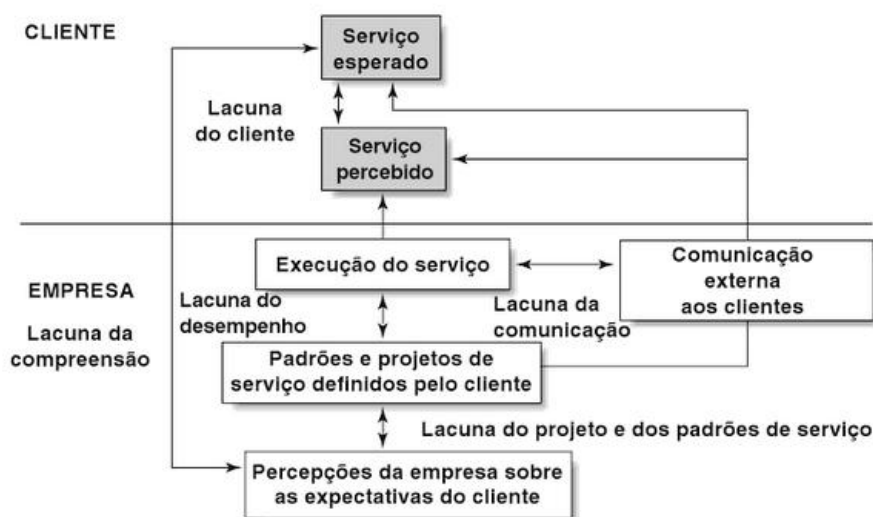 CLIENTE
Serviço
esperado
Lacuna
do cliente
Serviço
percebido
EMPRESA
Lacuna da
compreensão
Execução do serviço
Lacuna do
desempenho
Lacuna da
comunicação
Comunicação
externa
aos clientes
Padrões e projetos de
serviço definidos pelo cliente
Lacuna do projeto e dos padrões de serviço
Percepções da empresa sobre
as expectativas do cliente